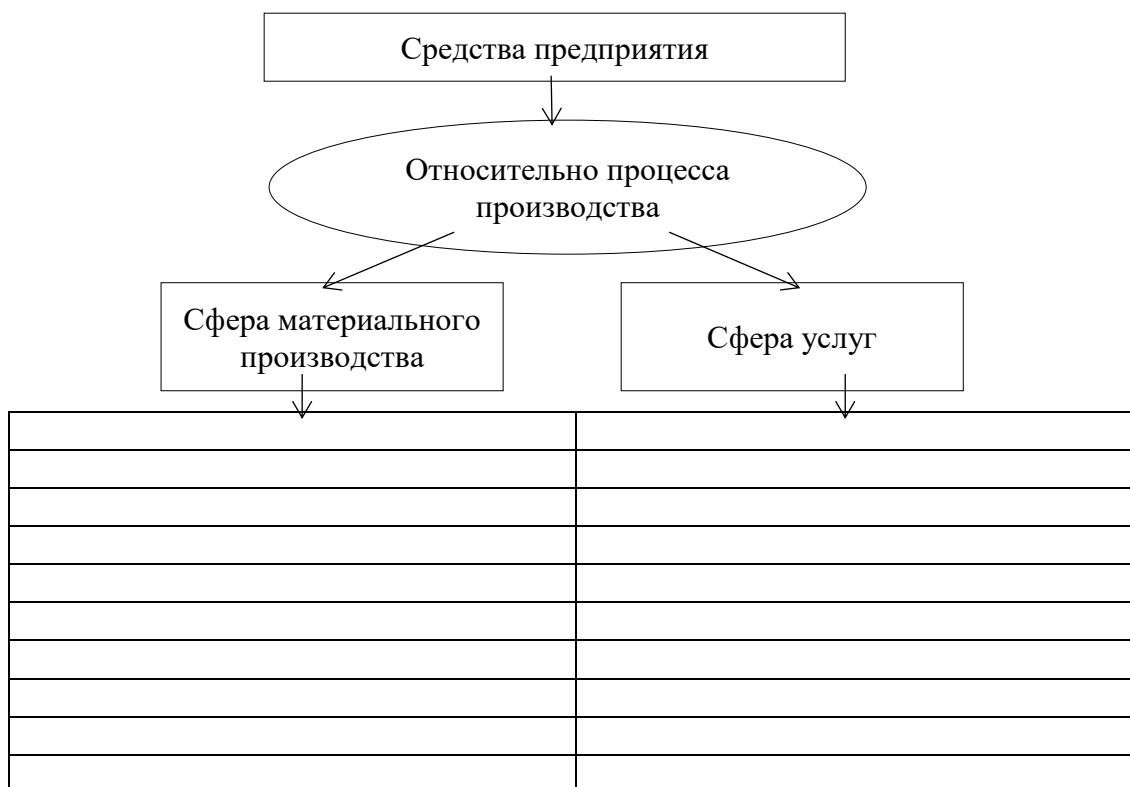 Средства предприятия
Относительно процесса
производства
Сфера материального
производства
Сфера услуг